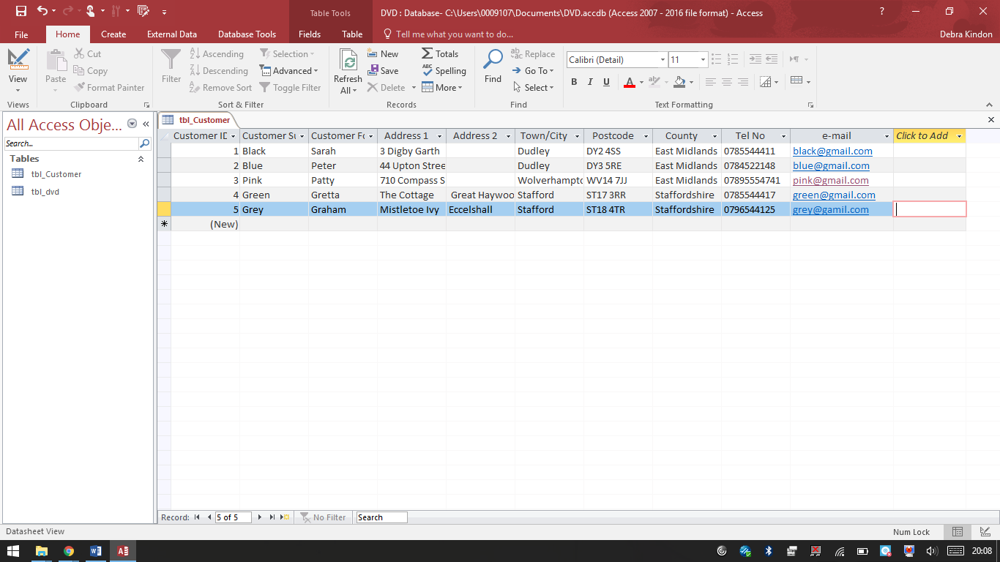 Table Tools
DVD : Database- C:\Users\0009107\Documents\DVD.accdb (Access 2007 - 2016 file format) - Access
?
File Home Create External Data Database Tools Fields Table Tell me what you want to do... Debra Kindon
View
Paste
Cut
Copy
Format Painter
Filter
Ascending
Descending
Remove Sort
Selection
Advanced
Toggle Filter
Refresh
All
New
Save
Delete
Totals
Spelling
More
Find
Replace
Go To
Select
Calibri (Detail) 11
B I U A
Views Clipboard Sort & Filter Records Find Text Formatting
All Access Obje...
Search...
Tables
tbl_Customer
tbl_dvd
tbl_Customer
Customer ID Customer Su Customer Fo Address 1 Address 2 Town/City Postcode County Tel No e-mail Click to Add
1 Black Sarah 3 Digby Garth Dudley DY2 4SS East Midlands 0785544411 black@gmail.com
2 Blue Peter 44 Upton Stree Dudley DY3 5RE East Midlands 0784522148 blue@gmail.com
3 Pink Patty 710 Compass S Wolverhampto WV14 7JJ East Midlands 07895554741 pink@gmail.com
4 Green Gretta The Cottage Great Haywoo Stafford ST17 3RR Staffordshire 0785544417 green@gmail.com
5 Grey Graham Mistletoe Ivy Eccelshall Stafford ST18 4TR Staffordshire 0796544125 grey@gamil.com
(New)
Record: 5 of 5 No Filter Search
Datasheet View Num Lock
20:08